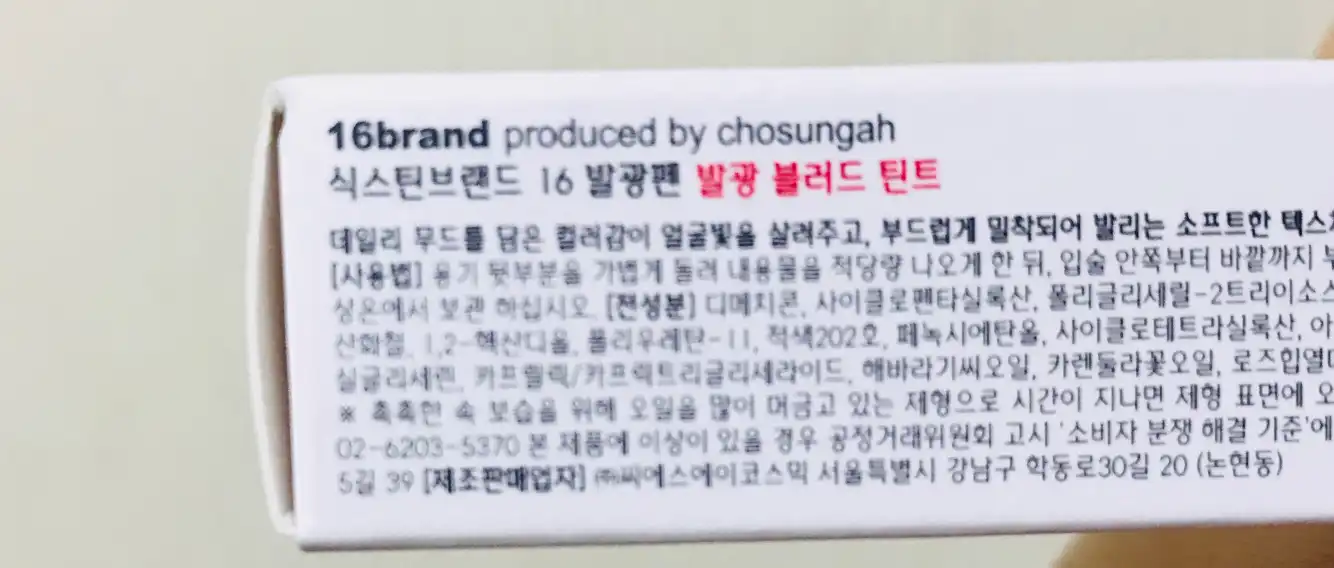 16brand produced by chosungah
식스틴브랜드 16 발광펜 발광 블러드 틴트
데일리 무드를 담은 컬러감이 얼굴빛을 살려주고, 부드럽게 밀착되어 발리는 소프트한 텍스
[사용법] 용기 뒷부분을 가볍게 돌려 내용물을 적당량 나오게 한 뒤, 입술 안쪽부터 바깥까지
상온에서 보관 하십시오. [전성분] 디메치콘, 사이클로펜타실록산, 폴리글리세릴-2트리이소스
산화철, 1,2-헥산디올, 폴리우레탄-11, 적색202호, 페녹시에탄올, 사이클로테트라실록산, 아
실글리세린, 카프릴릭/카프릭트리글리세라이드, 해바라기씨오일, 카렌둘라꽃오일, 로즈힙열
※ 촉촉한 속 보습을 위해 오일을 많이 머금고 있는 제형으로 시간이 지나면 제형 표면에 오
02-6203-5370 본 제품에 이상이 있을 경우 공정거래위원회 고시 '소비자 분쟁 해결 기준'에
5길 39 [제조판매업자] ㈜씨에스에이코스믹 서울특별시 강남구 학동로30길 20 (논현동)